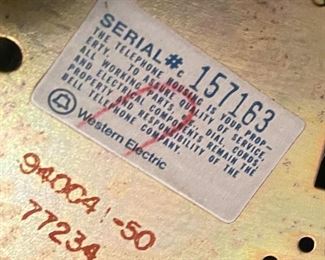 SERIAL# C 157163
THE TELEPHONE HOUSING IS YOUR PROP-
ERTY. TO ASSURE QUALITY OF SERVICE,
ALL WORKING PARTS, DIAL, CORDS,
AND ELECTRICAL COMPONENTS REMAIN THE
PROPERTY AND RESPONSIBILITY OF THE
BELL TELEPHONE COMPANY.
Western Electric
94004-50
77234